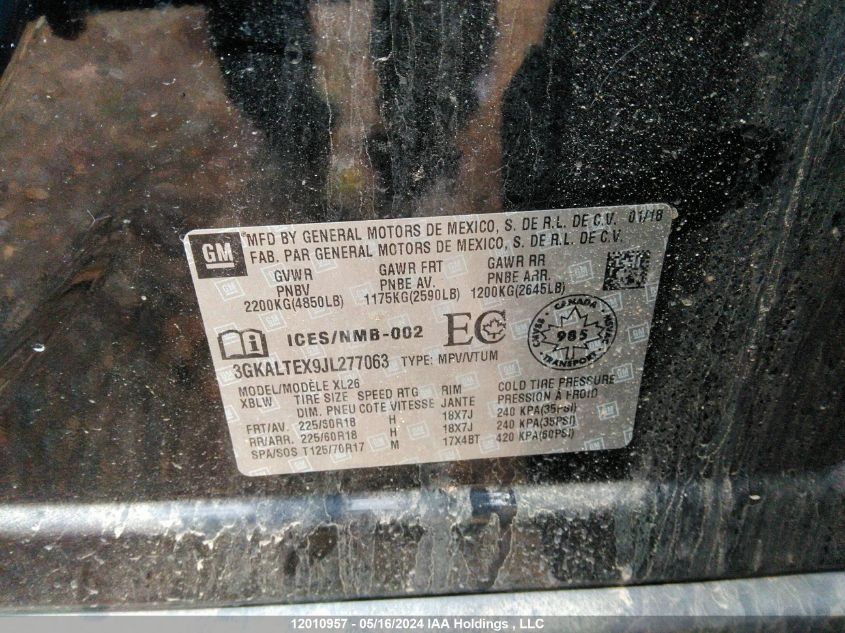 GM
MFD BY GENERAL MOTORS DE MEXICO, S. DE R.L. DE C.V. 01/18
FAB. PAR GENERAL MOTORS DE MEXICO, S. DE R.L. DE C.V.
GVWR GAWR FRT GAWR RR
PNBV PNBE AV. PNBE ARR.
2200KG(4850LB) 1175KG(2590LB) 1200KG(2645LB)
ICES/NMB-002 EC
CANADA CMVSS 985 NSVAC TRANSPORT
3GKALTEX9JL277063 TYPE: MPV/VTUM
MODEL/MODÈLE XL26
XBLW TIRE SIZE SPEED RTG RIM COLD TIRE PRESSURE
DIM. PNEU COTE VITESSE JANTE PRESSION À FROID
FRT/AV. 225/60R18 H 18X7J 240 KPA(35PSI)
RR/ARR. 225/60R18 H 18X7J 240 KPA(35PSI)
SPA/SOS T125/70R17 M 17X4BT 420 KPA(60PSI)
12010957 - 05/16/2024 IAA Holdings , LLC